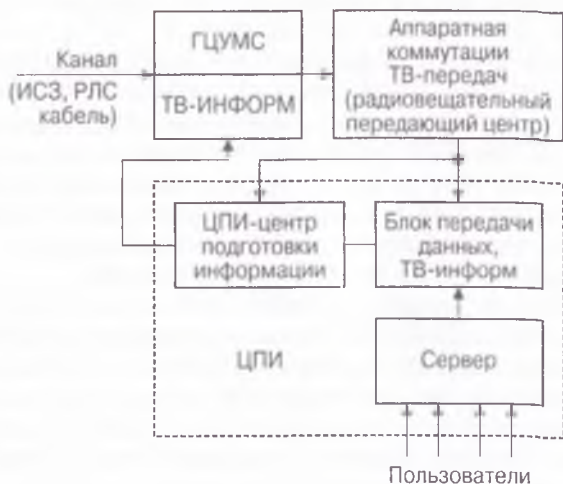 Канал
(ИСЗ, РЛС
кабель)
ГЦУМС
ТВ-ИНФОРМ
Аппаратная
коммутации
ТВ-передач
(радиовещательный
передающий центр)
ЦПИ-центр
подготовки
информации
Блок передачи
данных,
ТВ-информ
ЦПИ
Сервер
Пользователи